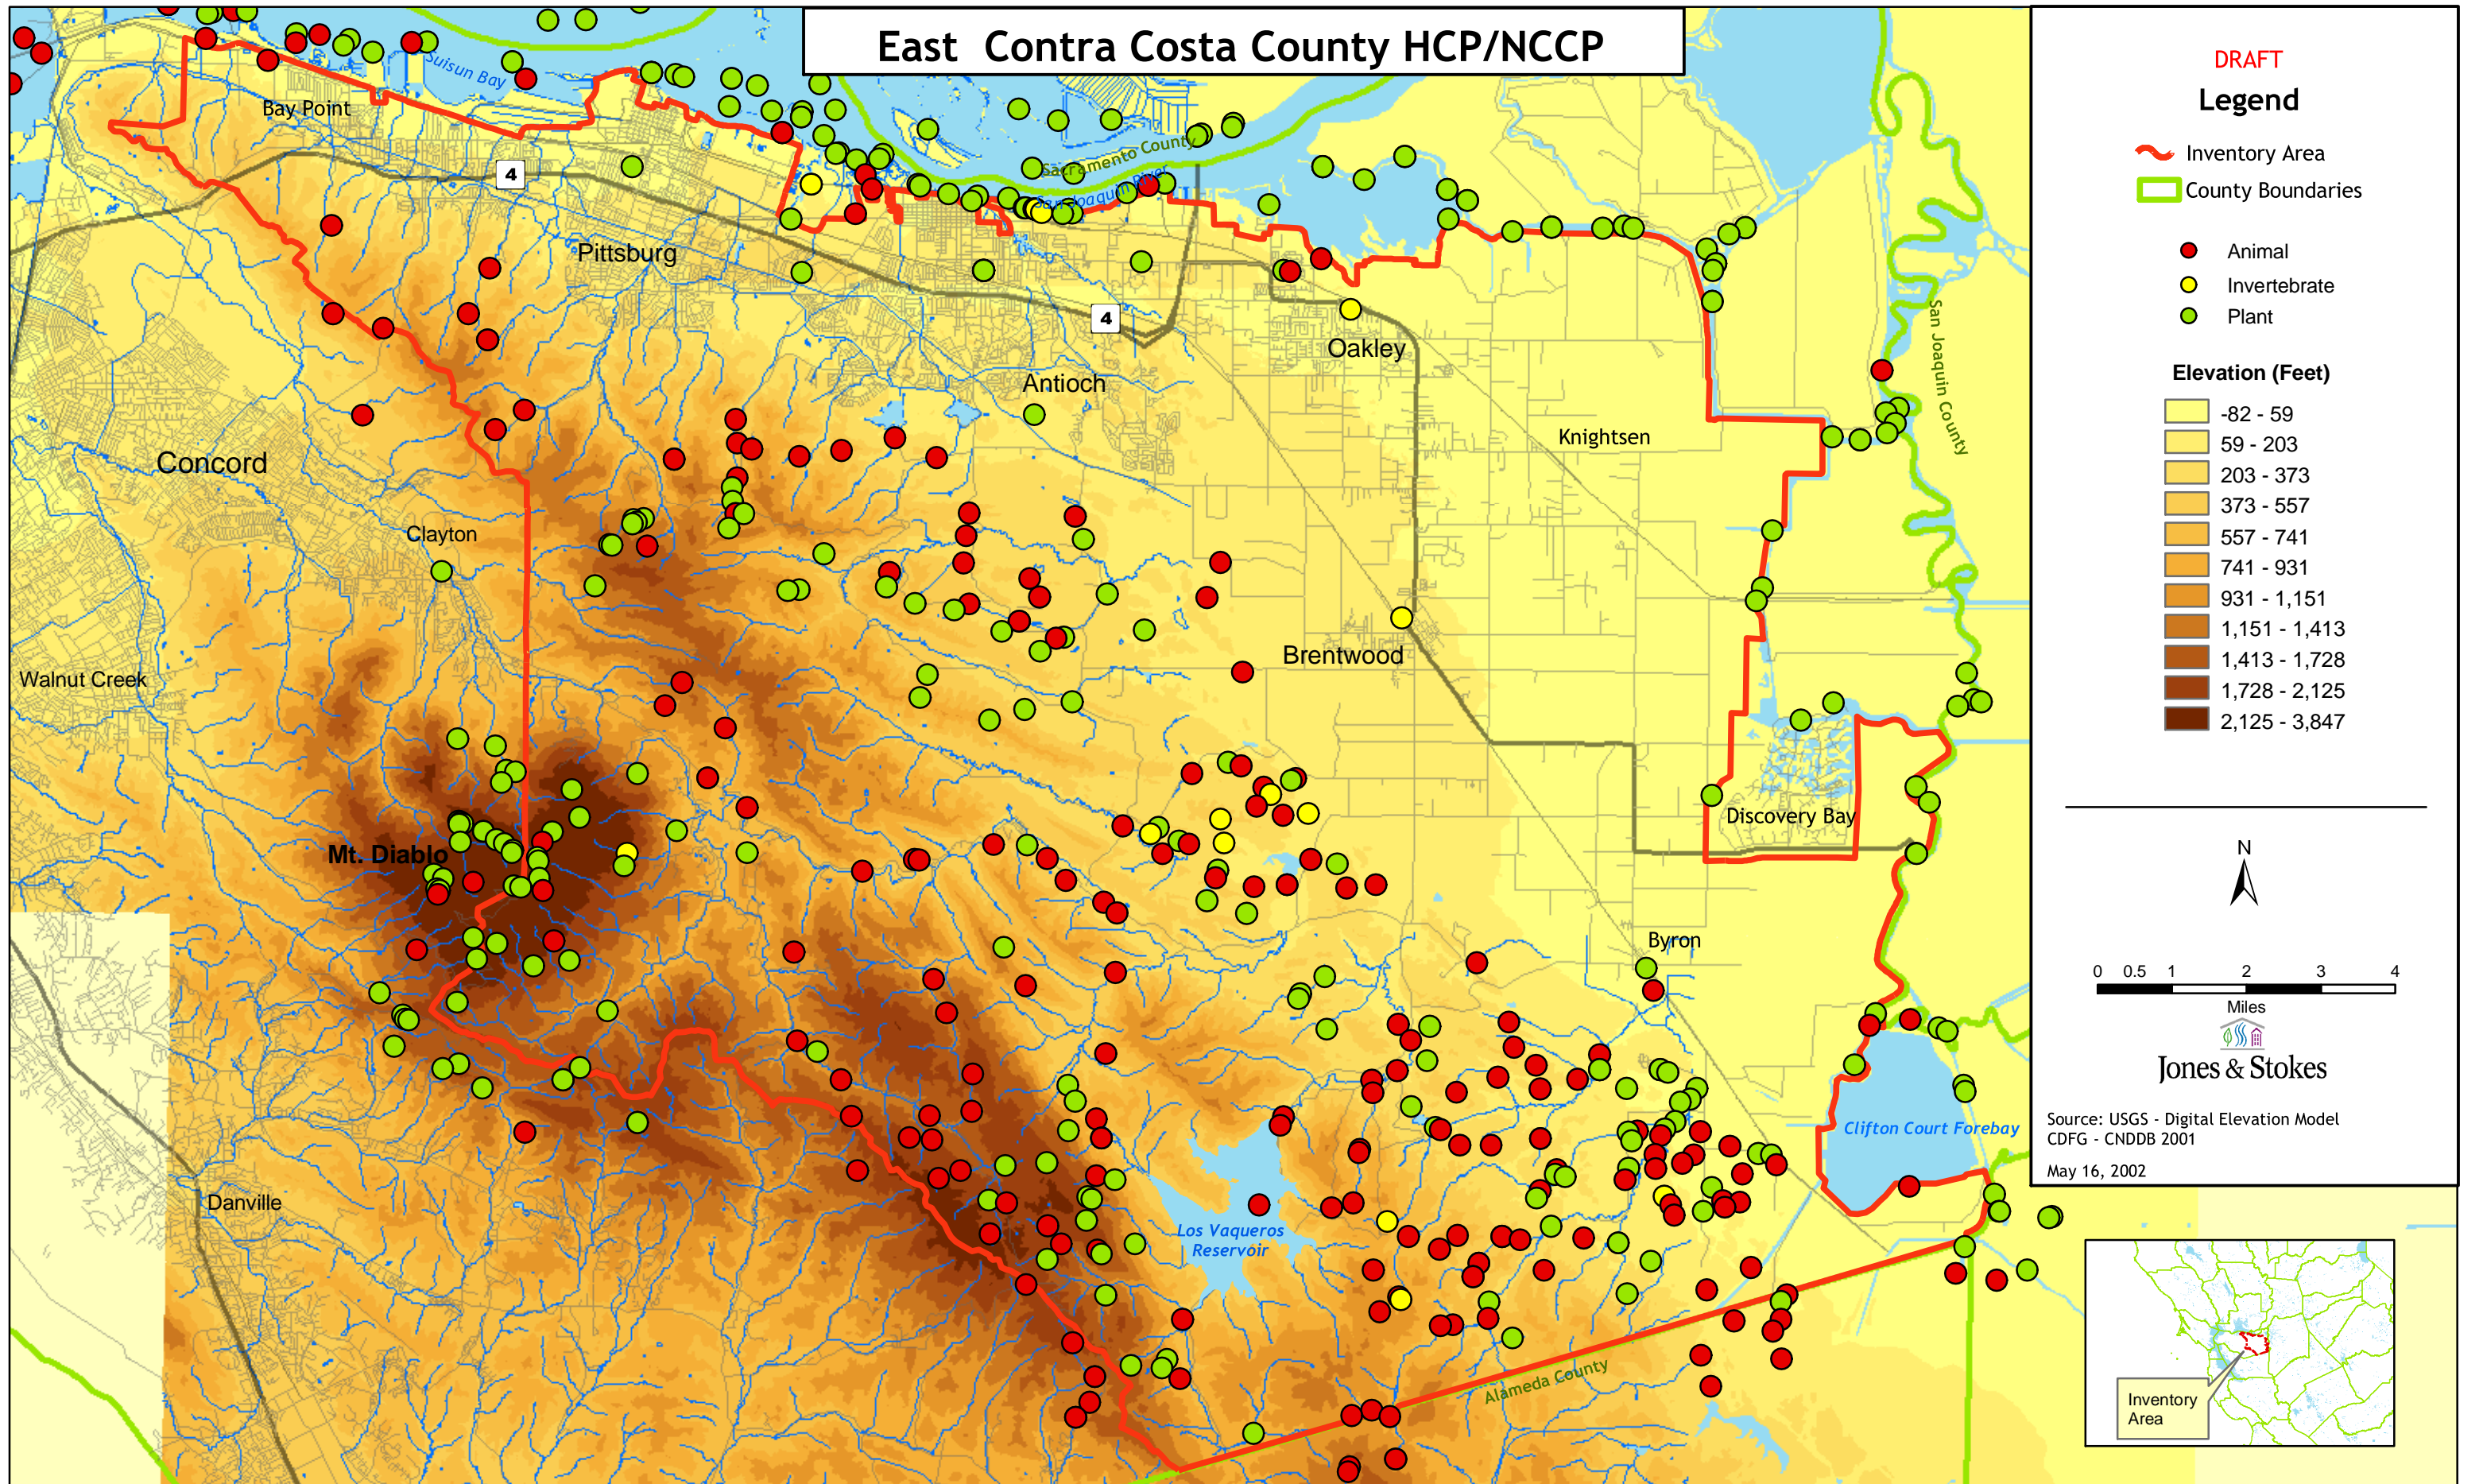 East Contra Costa County HCP/NCCP
Suisun Bay
Bay Point
4
Sacramento County
San Joaquin River
Pittsburg
4
Oakley
Antioch
San Joaquin County
Knightsen
Concord
Clayton
Brentwood
Walnut Creek
Discovery Bay
Mt. Diablo
Byron
Clifton Court Forebay
Danville
Los Vaqueros
Reservoir
Alameda County
DRAFT
Legend
Inventory Area
County Boundaries
Animal
Invertebrate
Plant
Elevation (Feet)
-82 - 59
59 - 203
203 - 373
373 - 557
557 - 741
741 - 931
931 - 1,151
1,151 - 1,413
1,413 - 1,728
1,728 - 2,125
2,125 - 3,847
N
0 0.5 1 2 3 4
Miles
Jones & Stokes
Source: USGS - Digital Elevation Model
CDFG - CNDDB 2001
May 16, 2002
Inventory
Area